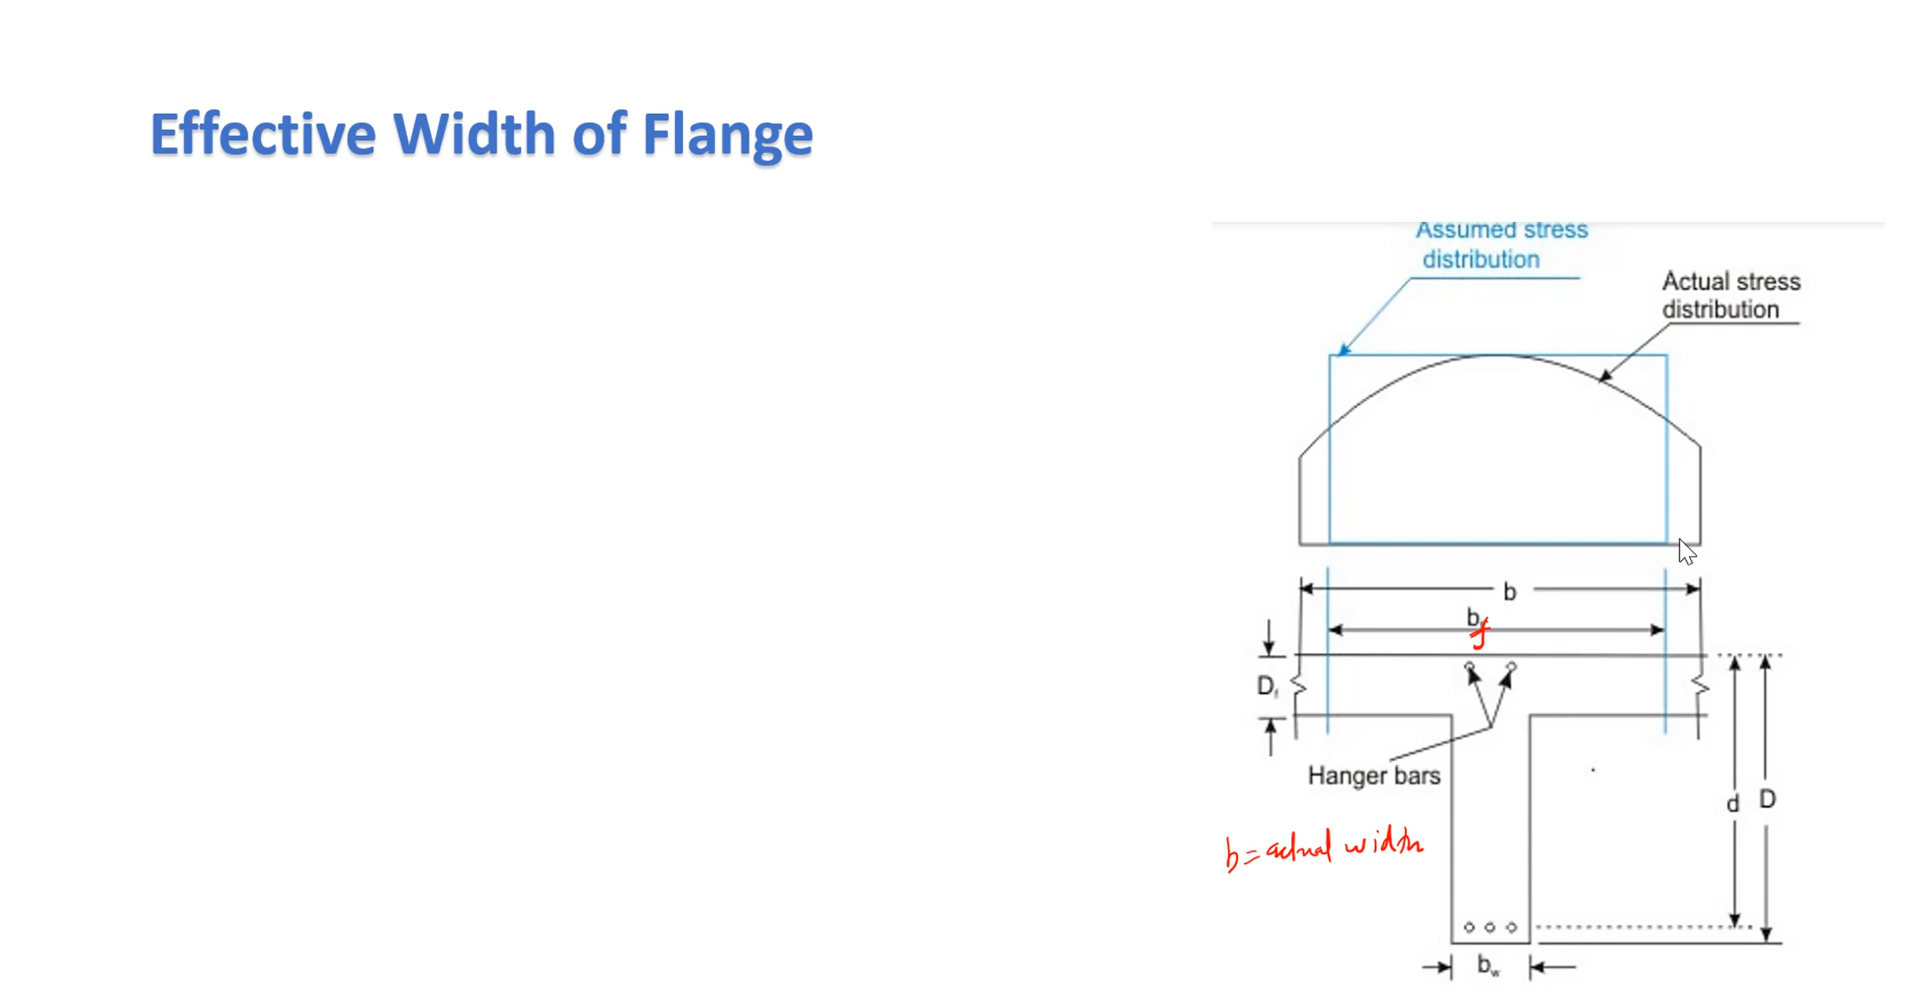 Effective Width of Flange
Assumed stress
distribution
Actual stress
distribution
b
bf
Df
Hanger bars
d
D
b = actual width
bw